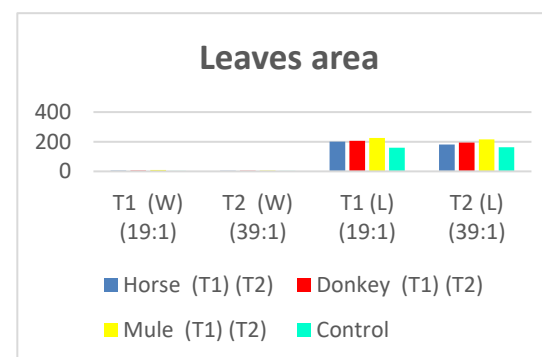 Leaves area
400
200
0
T1 (W) T2 (W) T1 (L) T2 (L)
(19:1) (39:1) (19:1) (39:1)
Horse (T1) (T2) Donkey (T1) (T2)
Mule (T1) (T2) Control